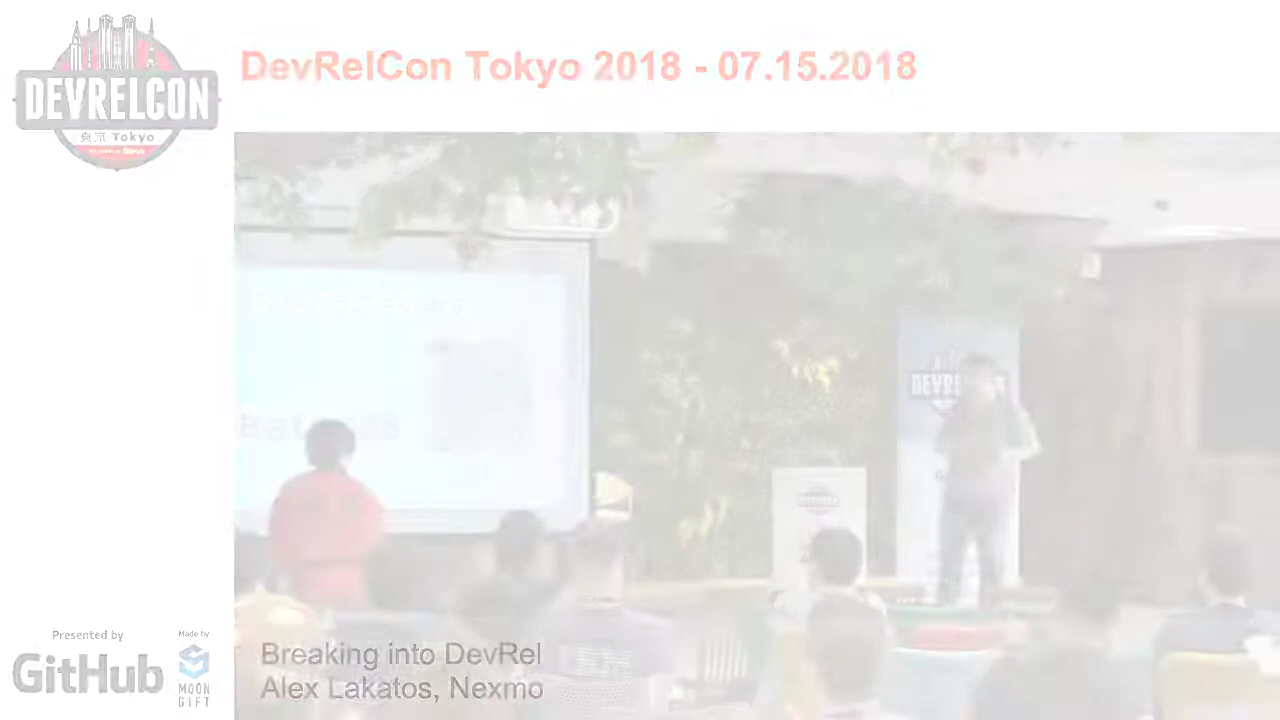 DEVRELCON
東京 Tokyo
DevRelCon Tokyo 2018 - 07.15.2018
DEVRELCON
Presented by
GitHub
Made by
MOON
GIFT
Breaking into DevRel
Alex Lakatos, Nexmo